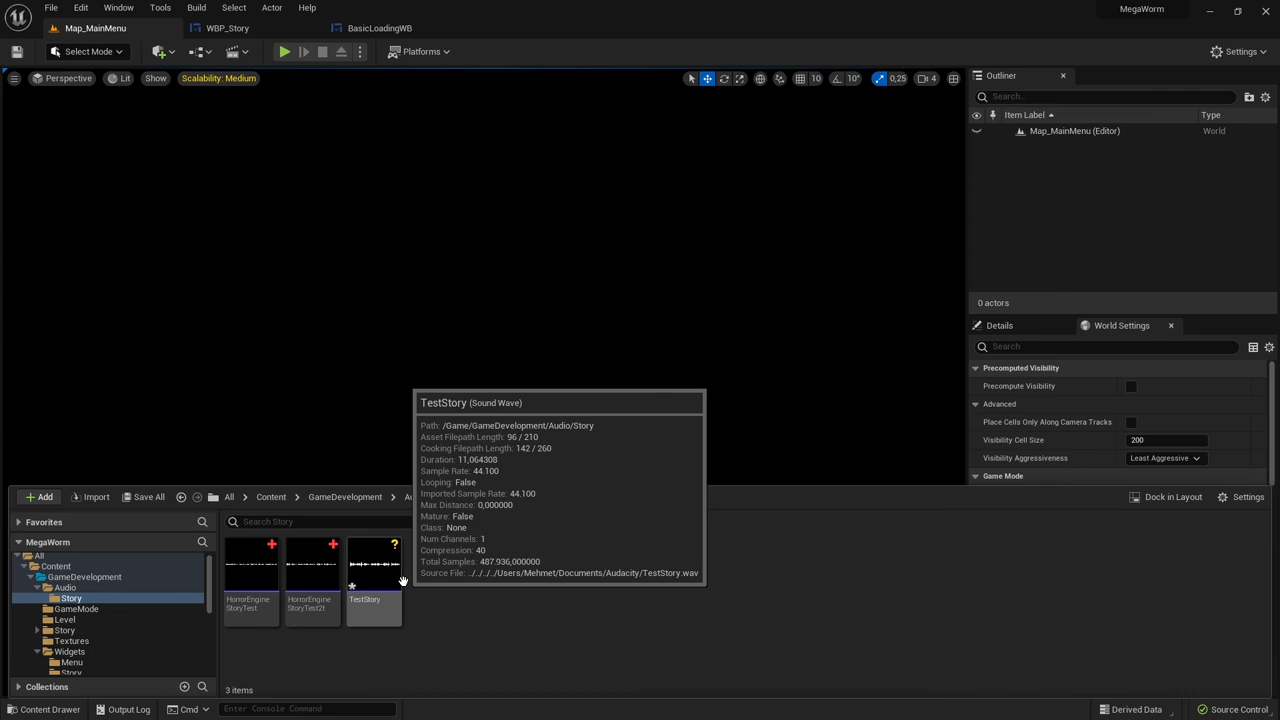 File Edit Window Tools Build Select Actor Help
MegaWorm
Map_MainMenu
WBP_Story
BasicLoadingWB
Select Mode
Platforms
Settings
Perspective
Lit
Show
Scalability: Medium
10
10°
0,25
4
Outliner
Search...
Item Label
Type
Map_MainMenu (Editor)
World
0 actors
Details
World Settings
Search
Precomputed Visibility
Precompute Visibility
Advanced
Place Cells Only Along Camera Tracks
Visibility Cell Size
200
Visibility Aggressiveness
Least Aggressive
Game Mode
TestStory (Sound Wave)
Path: /Game/GameDevelopment/Audio/Story
Asset Filepath Length: 96 / 210
Cooking Filepath Length: 142 / 260
Duration: 11,064308
Sample Rate: 44.100
Looping: False
Imported Sample Rate: 44.100
Max Distance: 0,000000
Mature: False
Class: None
Num Channels: 1
Compression: 40
Total Samples: 487.936,000000
Source File: ../../../../Users/Mehmet/Documents/Audacity/TestStory.wav
Add
Import
Save All
All
Content
GameDevelopment
Dock in Layout
Settings
Favorites
MegaWorm
All
Content
GameDevelopment
Audio
Story
GameMode
Level
Story
Textures
Widgets
Menu
Story
Collections
Search Story
HorrorEngine
StoryTest
HorrorEngine
StoryTest2t
TestStory
3 items
Content Drawer
Output Log
Cmd
Enter Console Command
Derived Data
Source Control